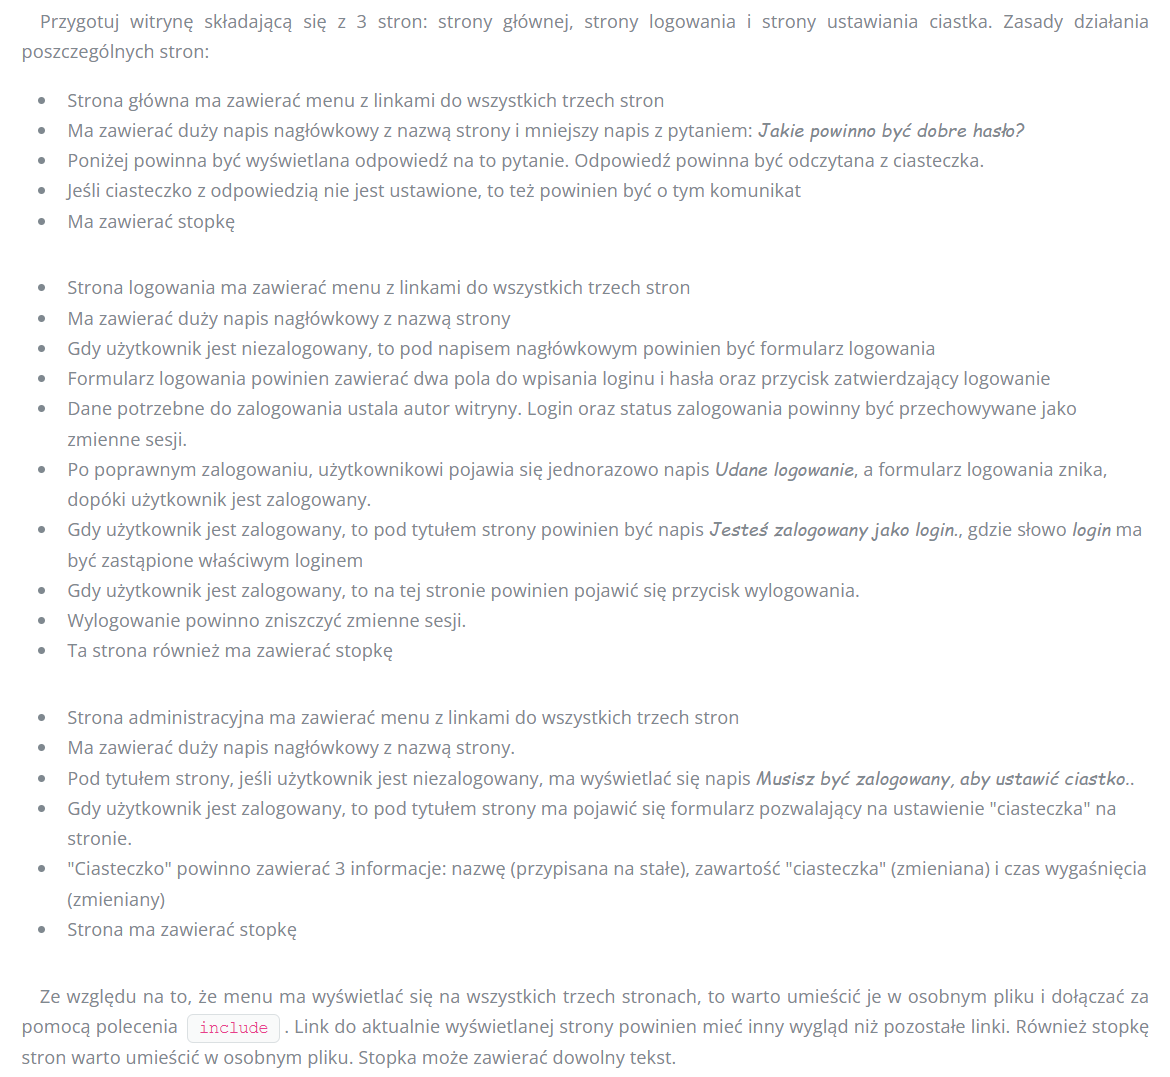 Przygotuj witrynę składającą się z 3 stron: strony głównej, strony logowania i strony ustawiania ciastka. Zasady działania
poszczególnych stron:
• Strona główna ma zawierać menu z linkami do wszystkich trzech stron
• Ma zawierać duży napis nagłówkowy z nazwą strony i mniejszy napis z pytaniem: Jakie powinno być dobre hasło?
• Poniżej powinna być wyświetlana odpowiedź na to pytanie. Odpowiedź powinna być odczytana z ciasteczka.
• Jeśli ciasteczko z odpowiedzią nie jest ustawione, to też powinien być o tym komunikat
• Ma zawierać stopkę
• Strona logowania ma zawierać menu z linkami do wszystkich trzech stron
• Ma zawierać duży napis nagłówkowy z nazwą strony
• Gdy użytkownik jest niezalogowany, to pod napisem nagłówkowym powinien być formularz logowania
• Formularz logowania powinien zawierać dwa pola do wpisania loginu i hasła oraz przycisk zatwierdzający logowanie
• Dane potrzebne do zalogowania ustala autor witryny. Login oraz status zalogowania powinny być przechowywane jako
zmienne sesji.
• Po poprawnym zalogowaniu, użytkownikowi pojawia się jednorazowo napis Udane logowanie, a formularz logowania znika,
dopóki użytkownik jest zalogowany.
• Gdy użytkownik jest zalogowany, to pod tytułem strony powinien być napis Jesteś zalogowany jako login., gdzie słowo login ma
być zastąpione właściwym loginem
• Gdy użytkownik jest zalogowany, to na tej stronie powinien pojawić się przycisk wylogowania.
• Wylogowanie powinno zniszczyć zmienne sesji.
• Ta strona również ma zawierać stopkę
• Strona administracyjna ma zawierać menu z linkami do wszystkich trzech stron
• Ma zawierać duży napis nagłówkowy z nazwą strony.
• Pod tytułem strony, jeśli użytkownik jest niezalogowany, ma wyświetlać się napis Musisz być zalogowany, aby ustawić ciastko..
• Gdy użytkownik jest zalogowany, to pod tytułem strony ma pojawić się formularz pozwalający na ustawienie "ciasteczka" na
stronie.
• "Ciasteczko" powinno zawierać 3 informacje: nazwę (przypisana na stałe), zawartość "ciasteczka" (zmieniana) i czas wygaśnięcia
(zmieniany)
• Strona ma zawierać stopkę
Ze względu na to, że menu ma wyświetlać się na wszystkich trzech stronach, to warto umieścić je w osobnym pliku i dołączać za
pomocą polecenia include . Link do aktualnie wyświetlanej strony powinien mieć inny wygląd niż pozostałe linki. Również stopkę
stron warto umieścić w osobnym pliku. Stopka może zawierać dowolny tekst.